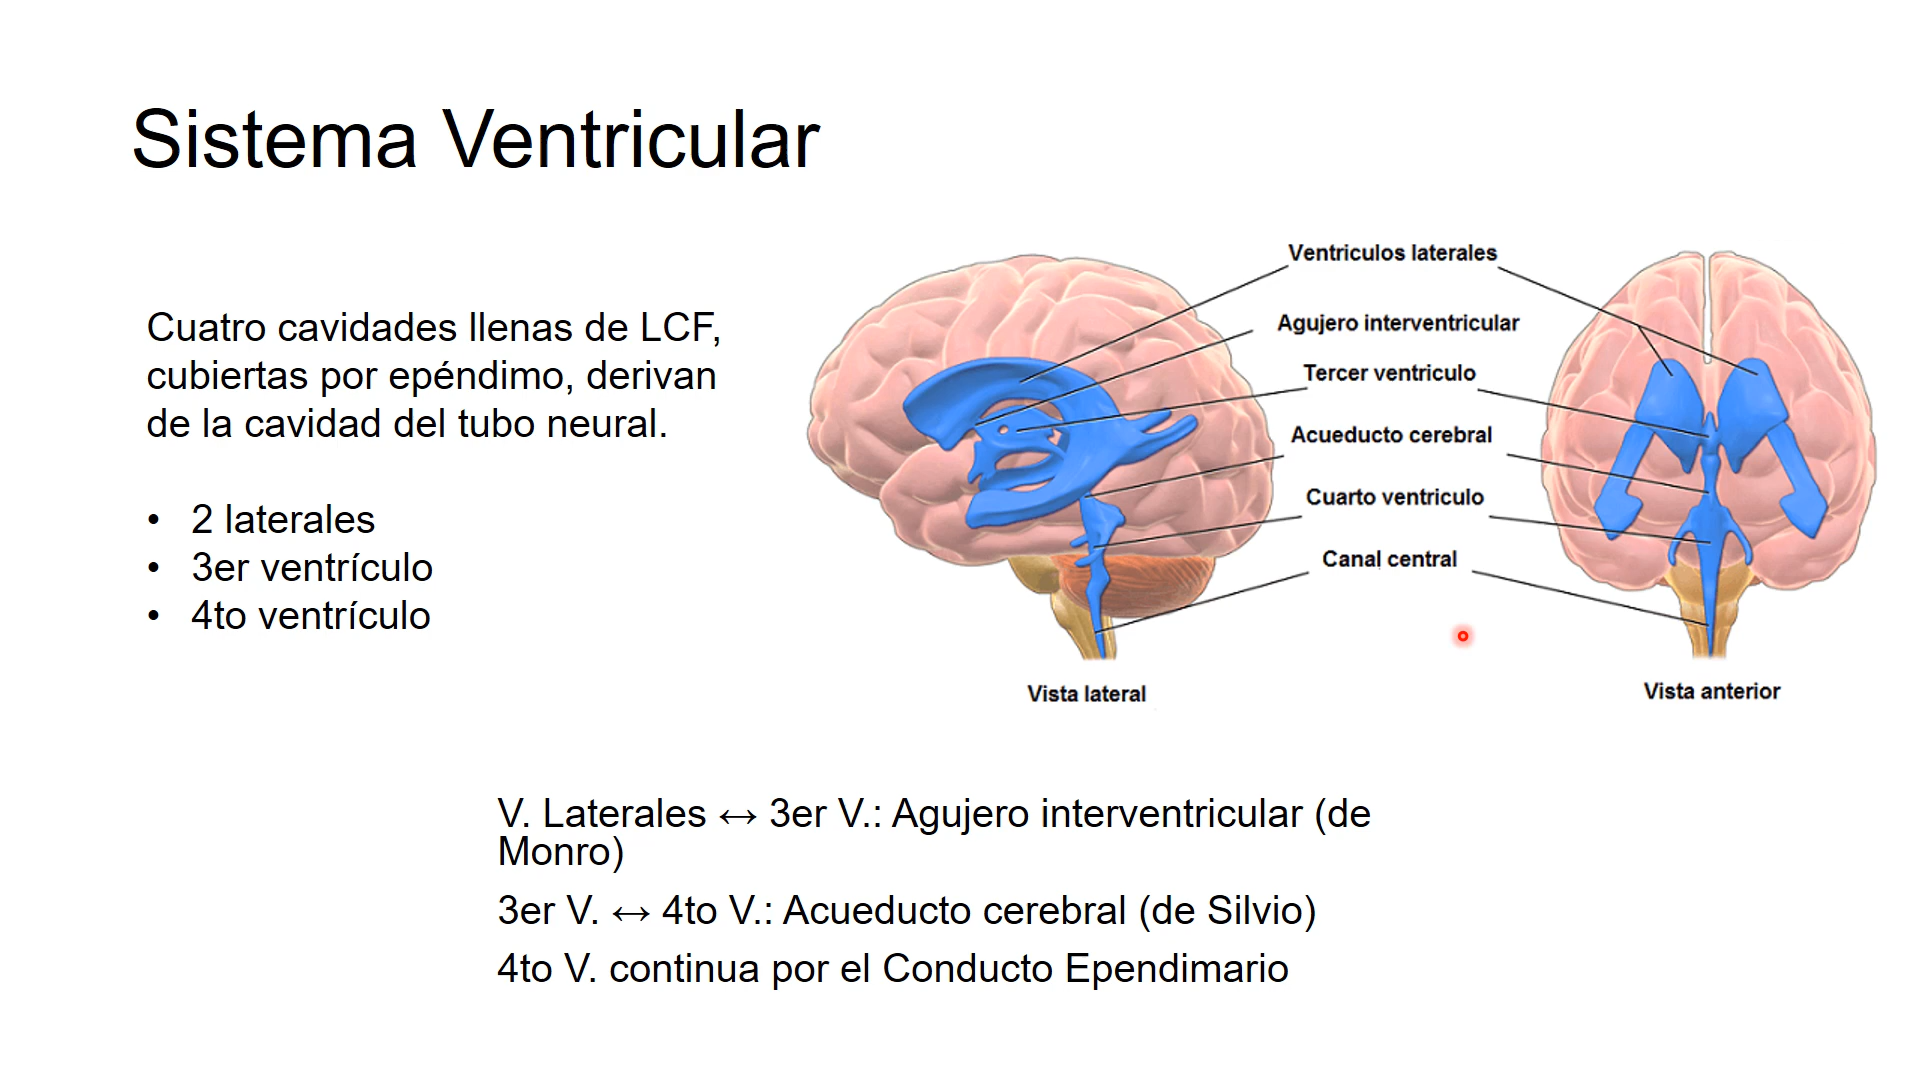 Sistema Ventricular
Cuatro cavidades llenas de LCF,
cubiertas por epéndimo, derivan
de la cavidad del tubo neural.
• 2 laterales
• 3er ventrículo
• 4to ventrículo
Ventriculos laterales
Agujero interventricular
Tercer ventriculo
Acueducto cerebral
Cuarto ventriculo
Canal central
Vista lateral
Vista anterior
V. Laterales ↔ 3er V.: Agujero interventricular (de
Monro)
3er V. ↔ 4to V.: Acueducto cerebral (de Silvio)
4to V. continua por el Conducto Ependimario